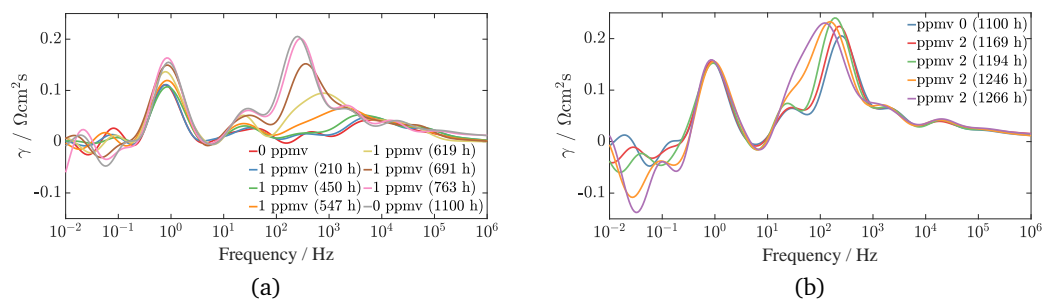 0.2
0.1
0
-0.1
γ / Ωcm²s
0 ppmv
1 ppmv (210 h)
1 ppmv (450 h)
1 ppmv (547 h)
1 ppmv (619 h)
1 ppmv (691 h)
1 ppmv (763 h)
0 ppmv (1100 h)
10⁻² 10⁻¹ 10⁰ 10¹ 10² 10³ 10⁴ 10⁵ 10⁶
Frequency / Hz
(a)
0.2
0.1
0
-0.1
γ / Ωcm²s
ppmv 0 (1100 h)
ppmv 2 (1169 h)
ppmv 2 (1194 h)
ppmv 2 (1246 h)
ppmv 2 (1266 h)
10⁻² 10⁻¹ 10⁰ 10¹ 10² 10³ 10⁴ 10⁵ 10⁶
Frequency / Hz
(b)